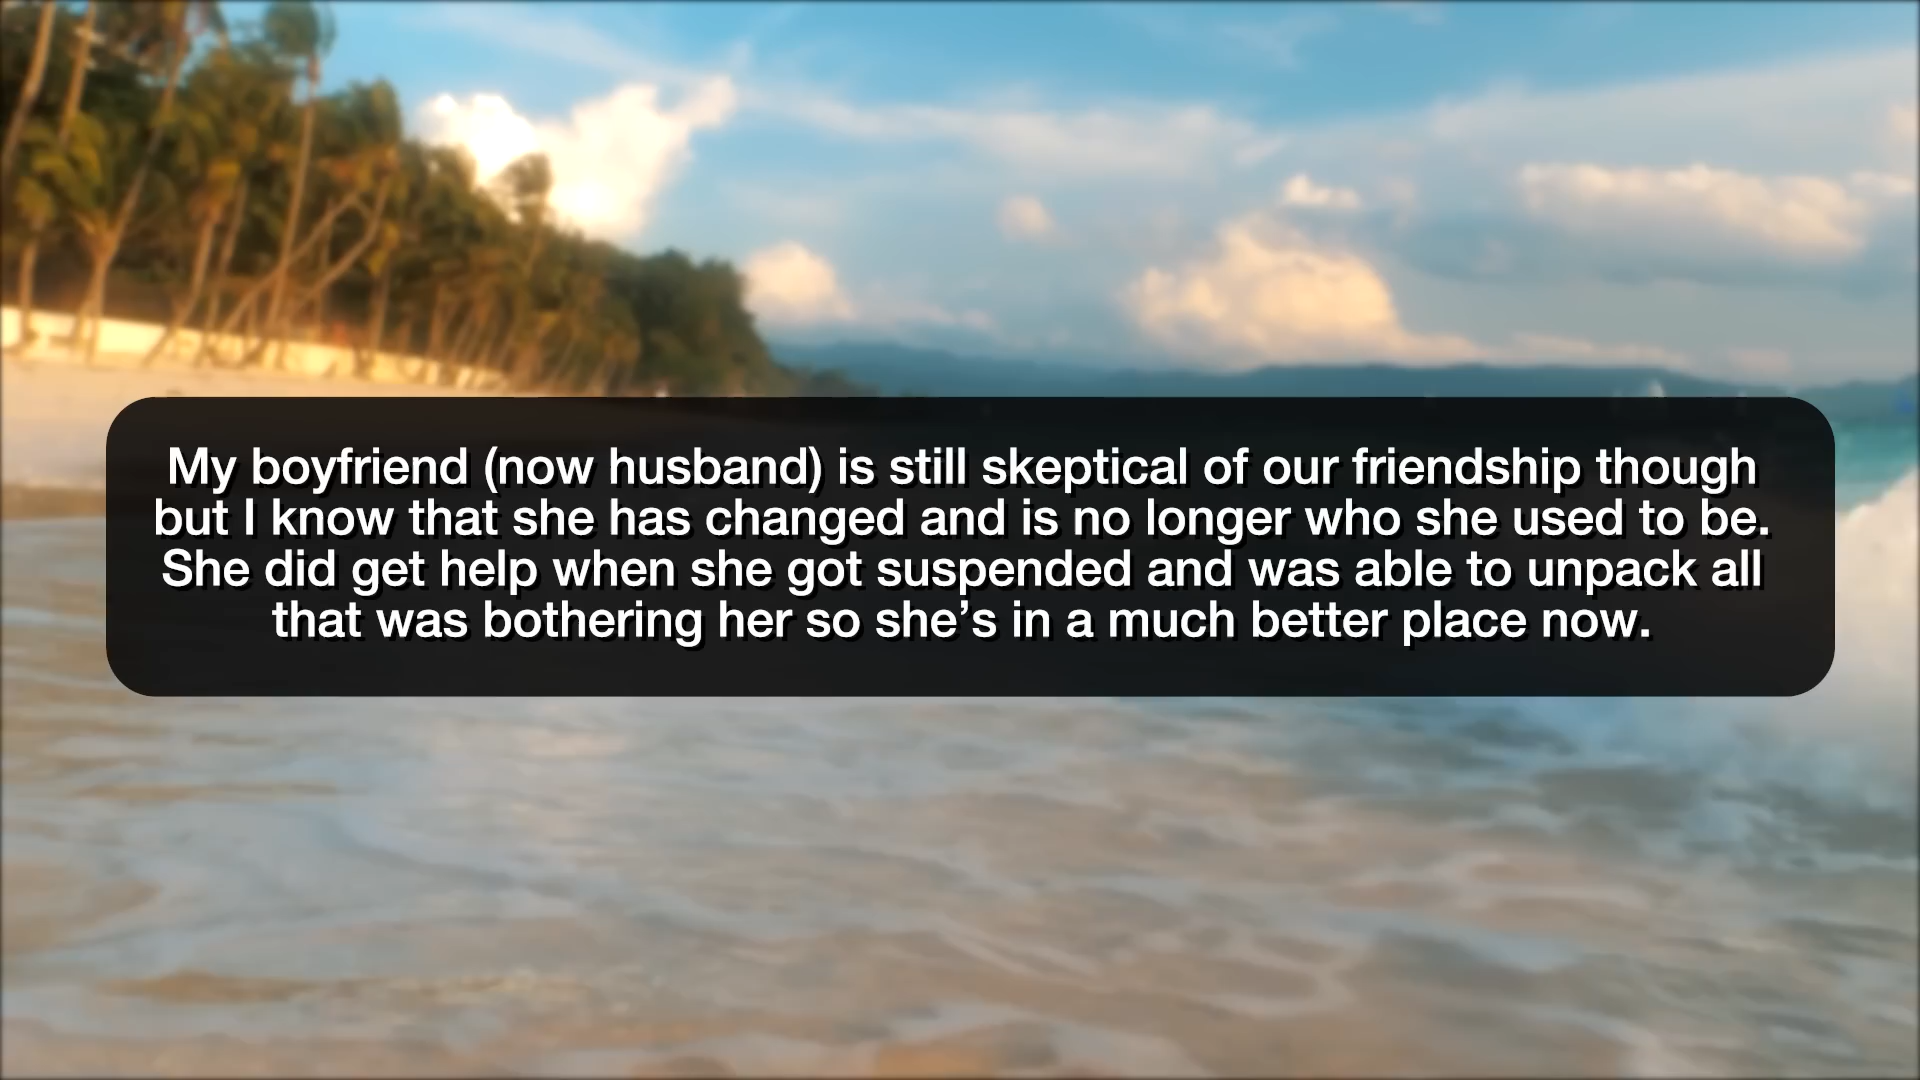 My boyfriend (now husband) is still skeptical of our friendship though
but I know that she has changed and is no longer who she used to be.
She did get help when she got suspended and was able to unpack all
that was bothering her so she’s in a much better place now.